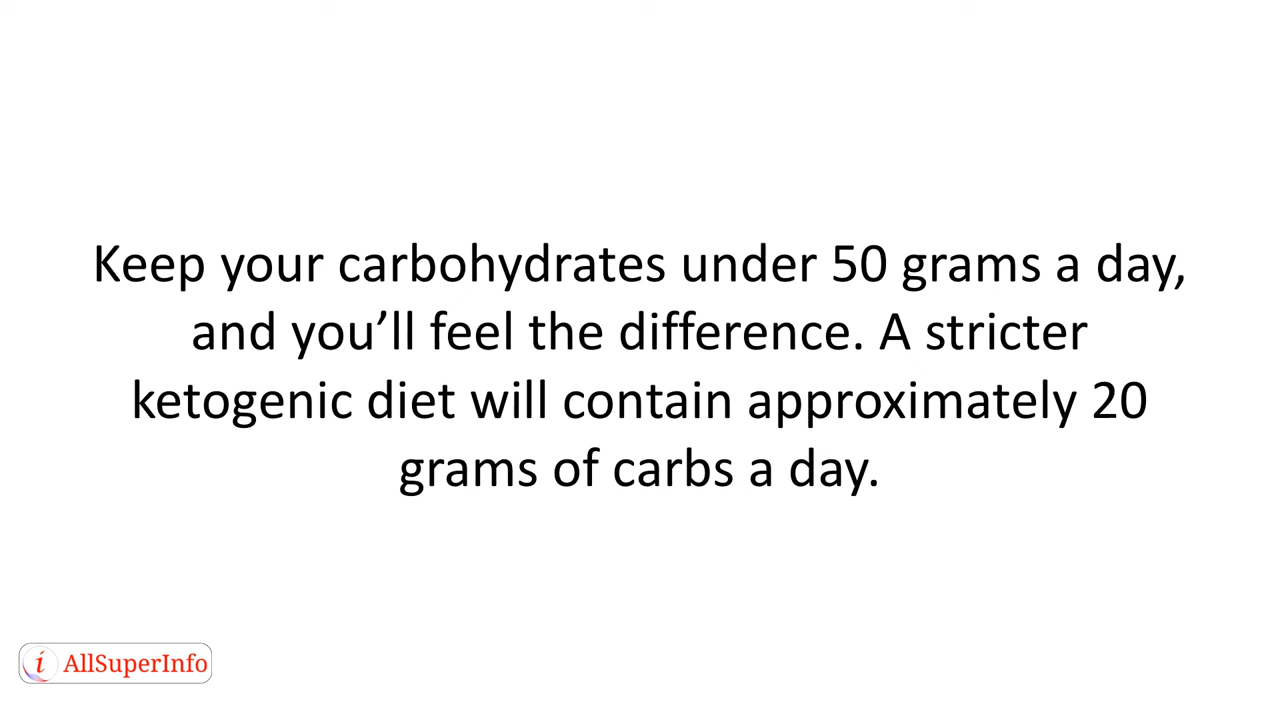 Keep your carbohydrates under 50 grams a day,
and you’ll feel the difference. A stricter
ketogenic diet will contain approximately 20
grams of carbs a day.
i AllSuperInfo